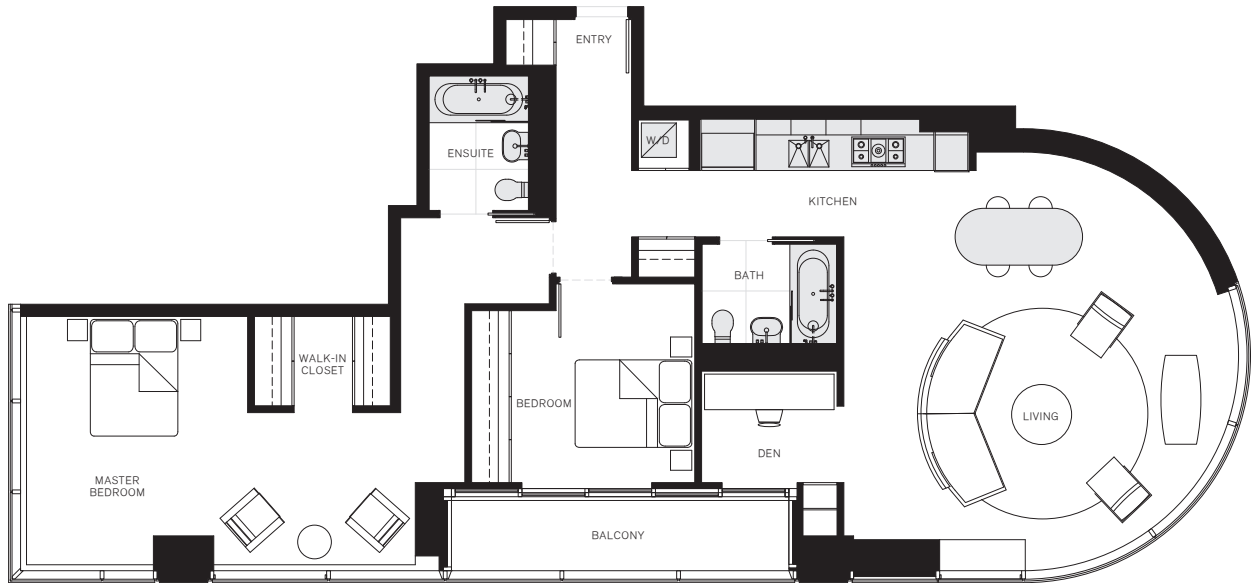 ENTRY
ENSUITE
W/D
KITCHEN
BATH
WALK-IN
CLOSET
BEDROOM
LIVING
DEN
MASTER
BEDROOM
BALCONY